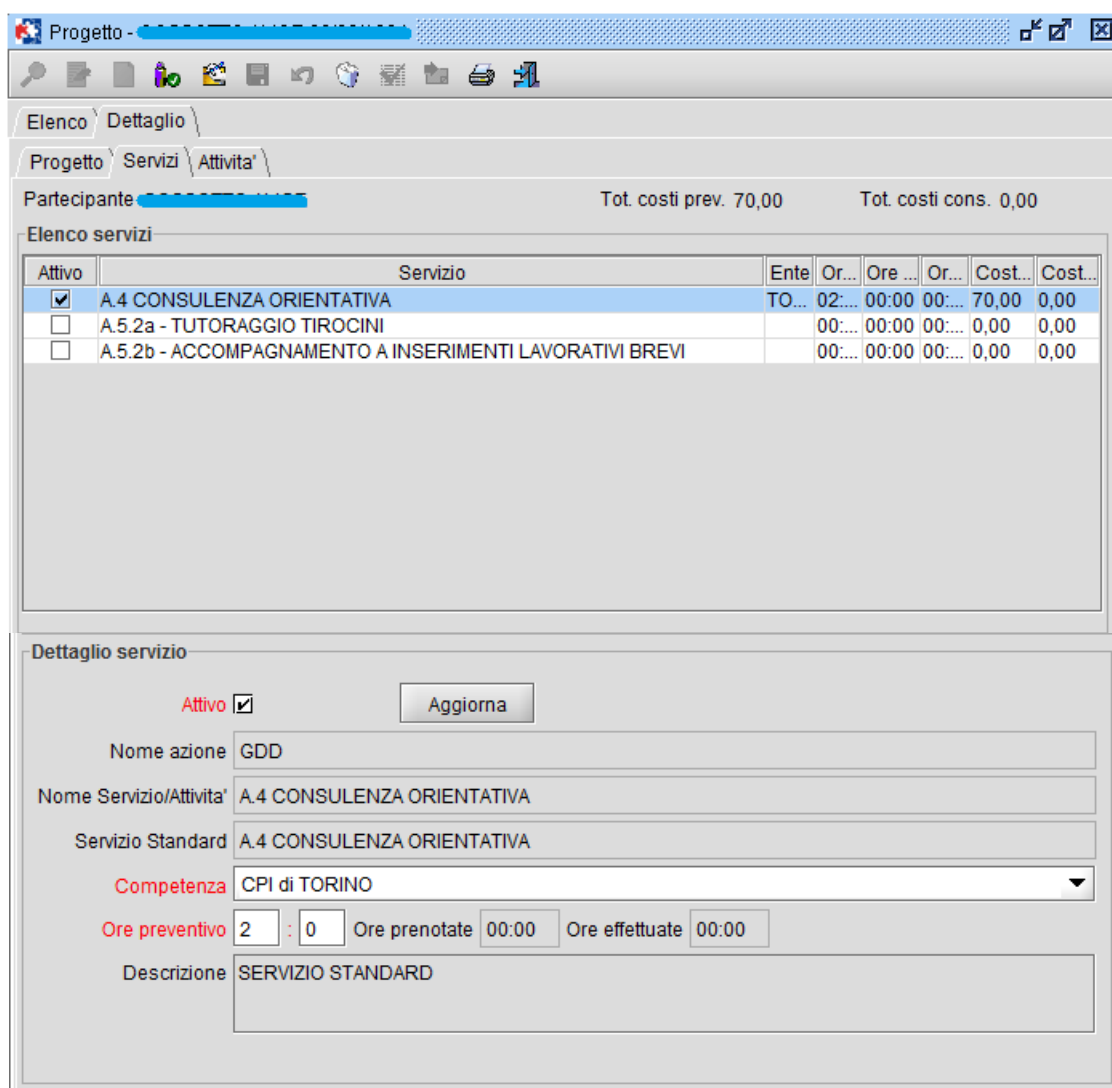 Progetto -
Elenco Dettaglio
Progetto Servizi Attivita'
Partecipante Tot. costi prev. 70,00 Tot. costi cons. 0,00
Elenco servizi
Attivo Servizio Ente Or... Ore ... Or... Cost... Cost...
A.4 CONSULENZA ORIENTATIVA TO... 02:... 00:00 00:... 70,00 0,00
A.5.2a - TUTORAGGIO TIROCINI 00:... 00:00 00:... 0,00 0,00
A.5.2b - ACCOMPAGNAMENTO A INSERIMENTI LAVORATIVI BREVI 00:... 00:00 00:... 0,00 0,00
Dettaglio servizio
Attivo Aggiorna
Nome azione GDD
Nome Servizio/Attivita' A.4 CONSULENZA ORIENTATIVA
Servizio Standard A.4 CONSULENZA ORIENTATIVA
Competenza CPI di TORINO
Ore preventivo 2 : 0 Ore prenotate 00:00 Ore effettuate 00:00
Descrizione SERVIZIO STANDARD